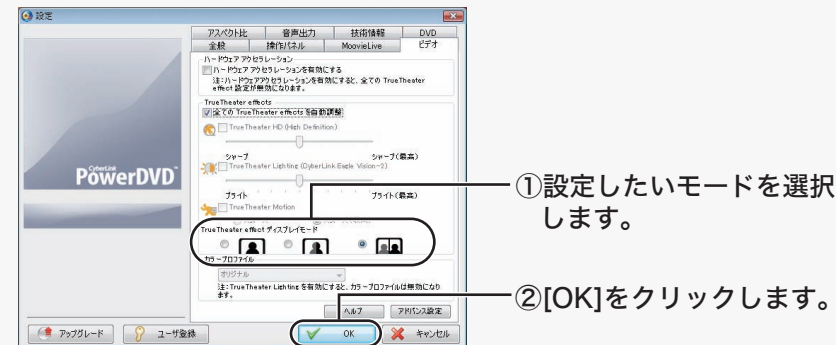 設定
アスペクト比 音声出力 技術情報 DVD
全般 操作パネル MoovieLive ビデオ
ハードウェア アクセラレーション
ハードウェア アクセラレーションを有効にする
注:ハードウェアアクセラレーションを有効にすると、全ての TrueTheater
effect 設定が無効になります。
TrueTheater effects
全ての TrueTheater effects を自動調整
TrueTheater HD (High Definition)
シャープ シャープ(最高)
TrueTheater Lighting (CyberLink Eagle Vision-2)
ブライト ブライト(最高)
TrueTheater Motion
TrueTheater effect ディスプレイモード
カラープロファイル
オリジナル
注:TrueTheater Lighting を有効にすると、カラープロファイルは無効になり
ます。
ヘルプ アドバンス設定
アップグレード ユーザ登録 OK キャンセル
CyberLink
PowerDVD
①設定したいモードを選択
します。
②[OK]をクリックします。